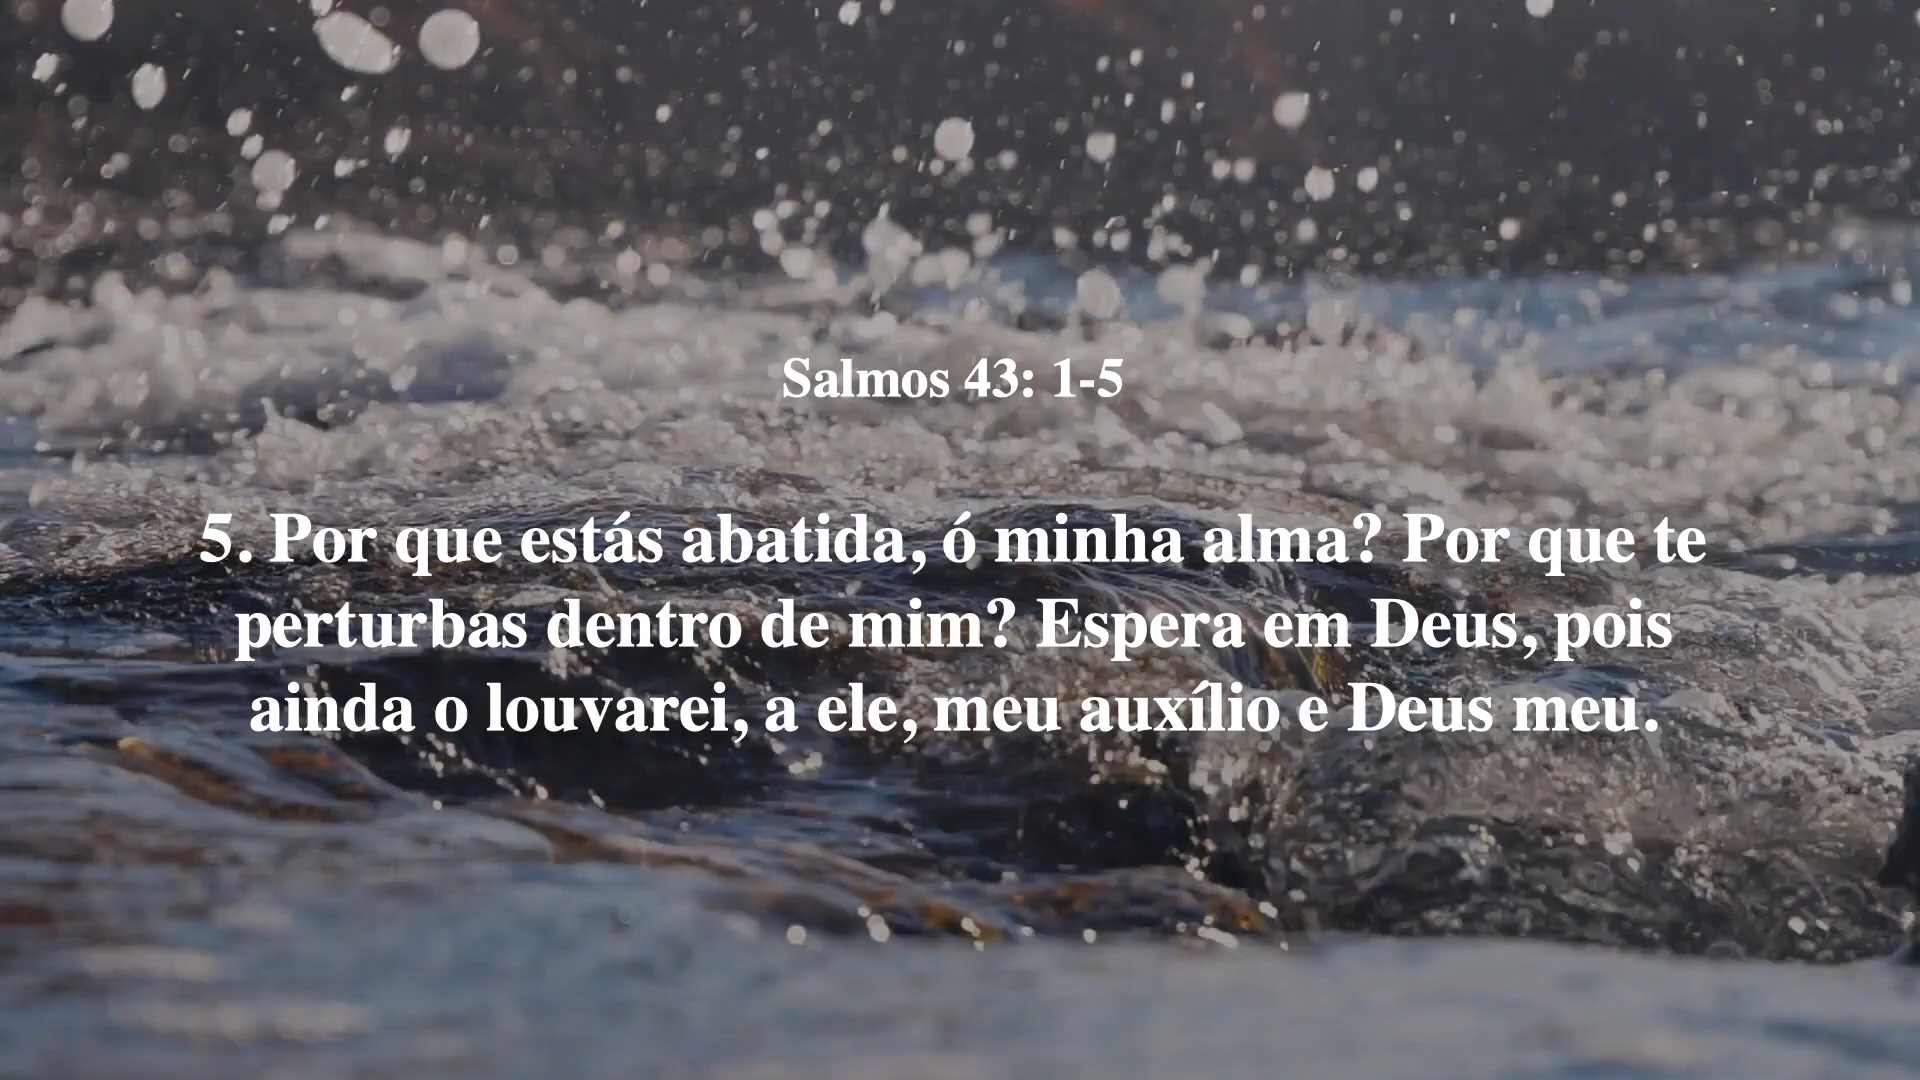 Salmos 43: 1-5
5. Por que estás abatida, ó minha alma? Por que te
perturbas dentro de mim? Espera em Deus, pois
ainda o louvarei, a ele, meu auxílio e Deus meu.